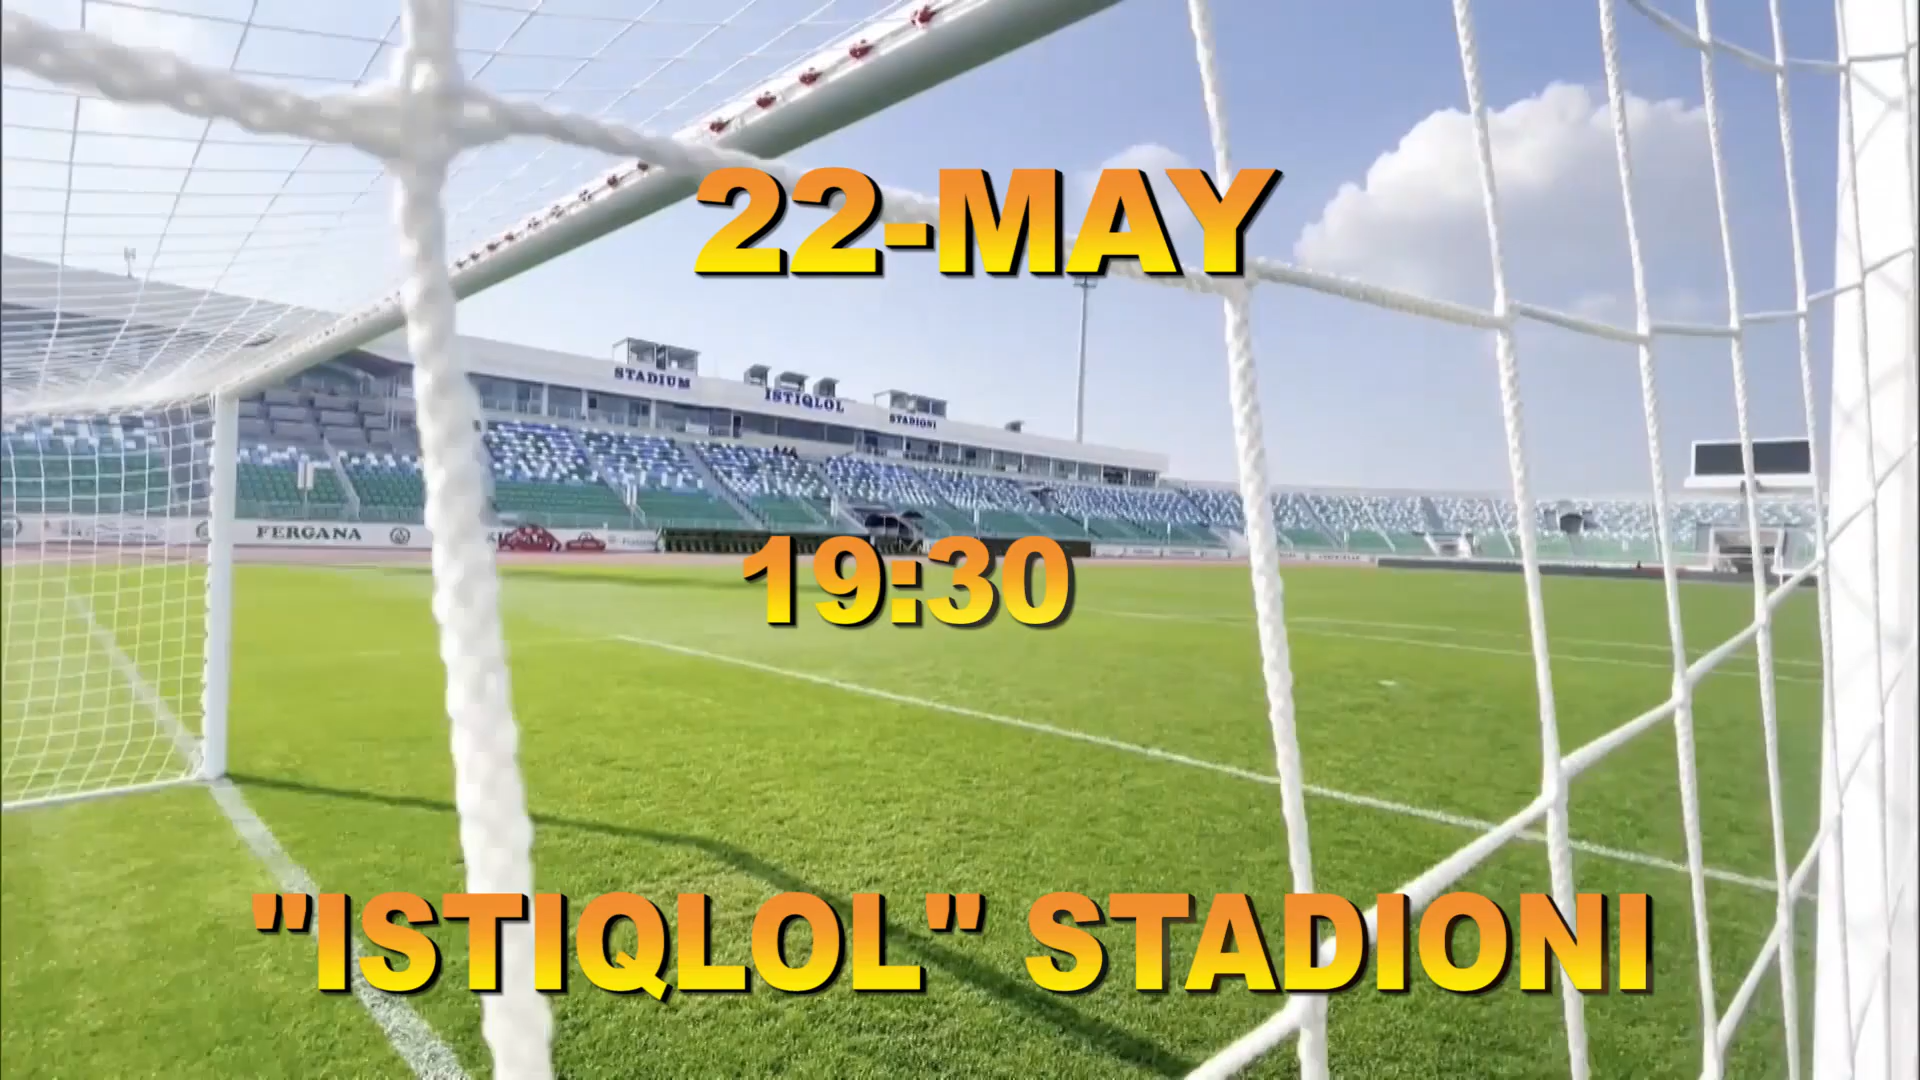 22-MAY
STADIUM
ISTIQLOL
STADIONI
FERGANA
19:30
"ISTIQLOL" STADIONI